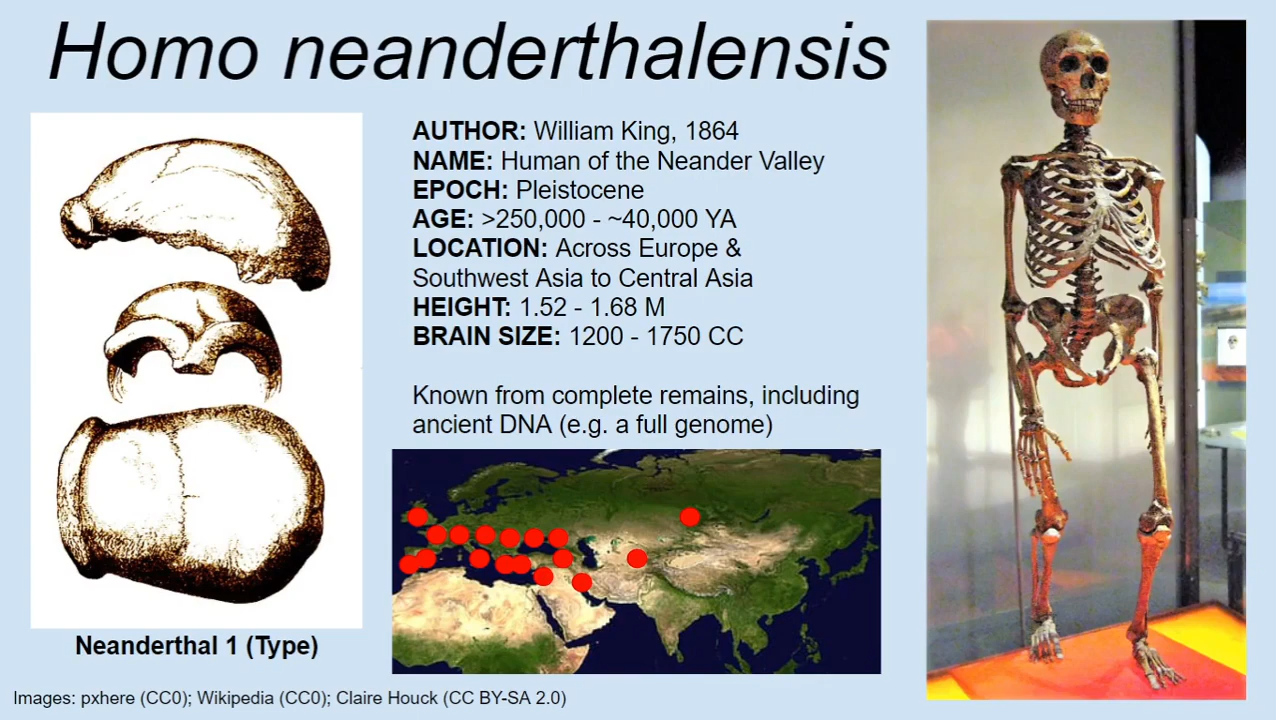 Homo neanderthalensis
AUTHOR: William King, 1864
NAME: Human of the Neander Valley
EPOCH: Pleistocene
AGE: >250,000 - ~40,000 YA
LOCATION: Across Europe &
Southwest Asia to Central Asia
HEIGHT: 1.52 - 1.68 M
BRAIN SIZE: 1200 - 1750 CC
Known from complete remains, including
ancient DNA (e.g. a full genome)
Neanderthal 1 (Type)
Images: pxhere (CC0); Wikipedia (CC0); Claire Houck (CC BY-SA 2.0)